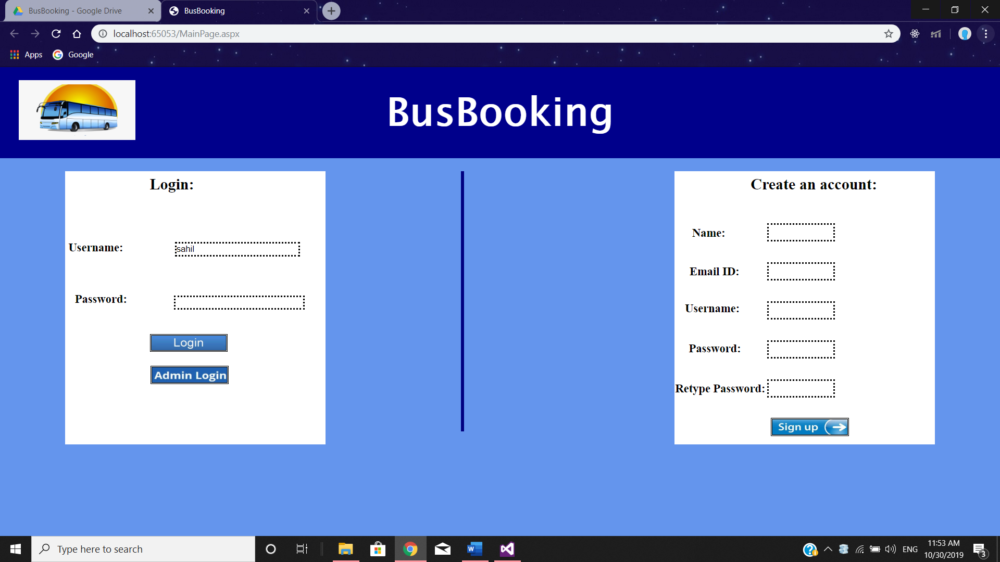 BusBooking - Google Drive
BusBooking
localhost:65053/MainPage.aspx
Apps
Google
BusBooking
Login:
Username:
sahil
Password:
Login
Admin Login
Create an account:
Name:
Email ID:
Username:
Password:
Retype Password:
Sign up
Type here to search
W
ENG
11:53 AM
10/30/2019
3